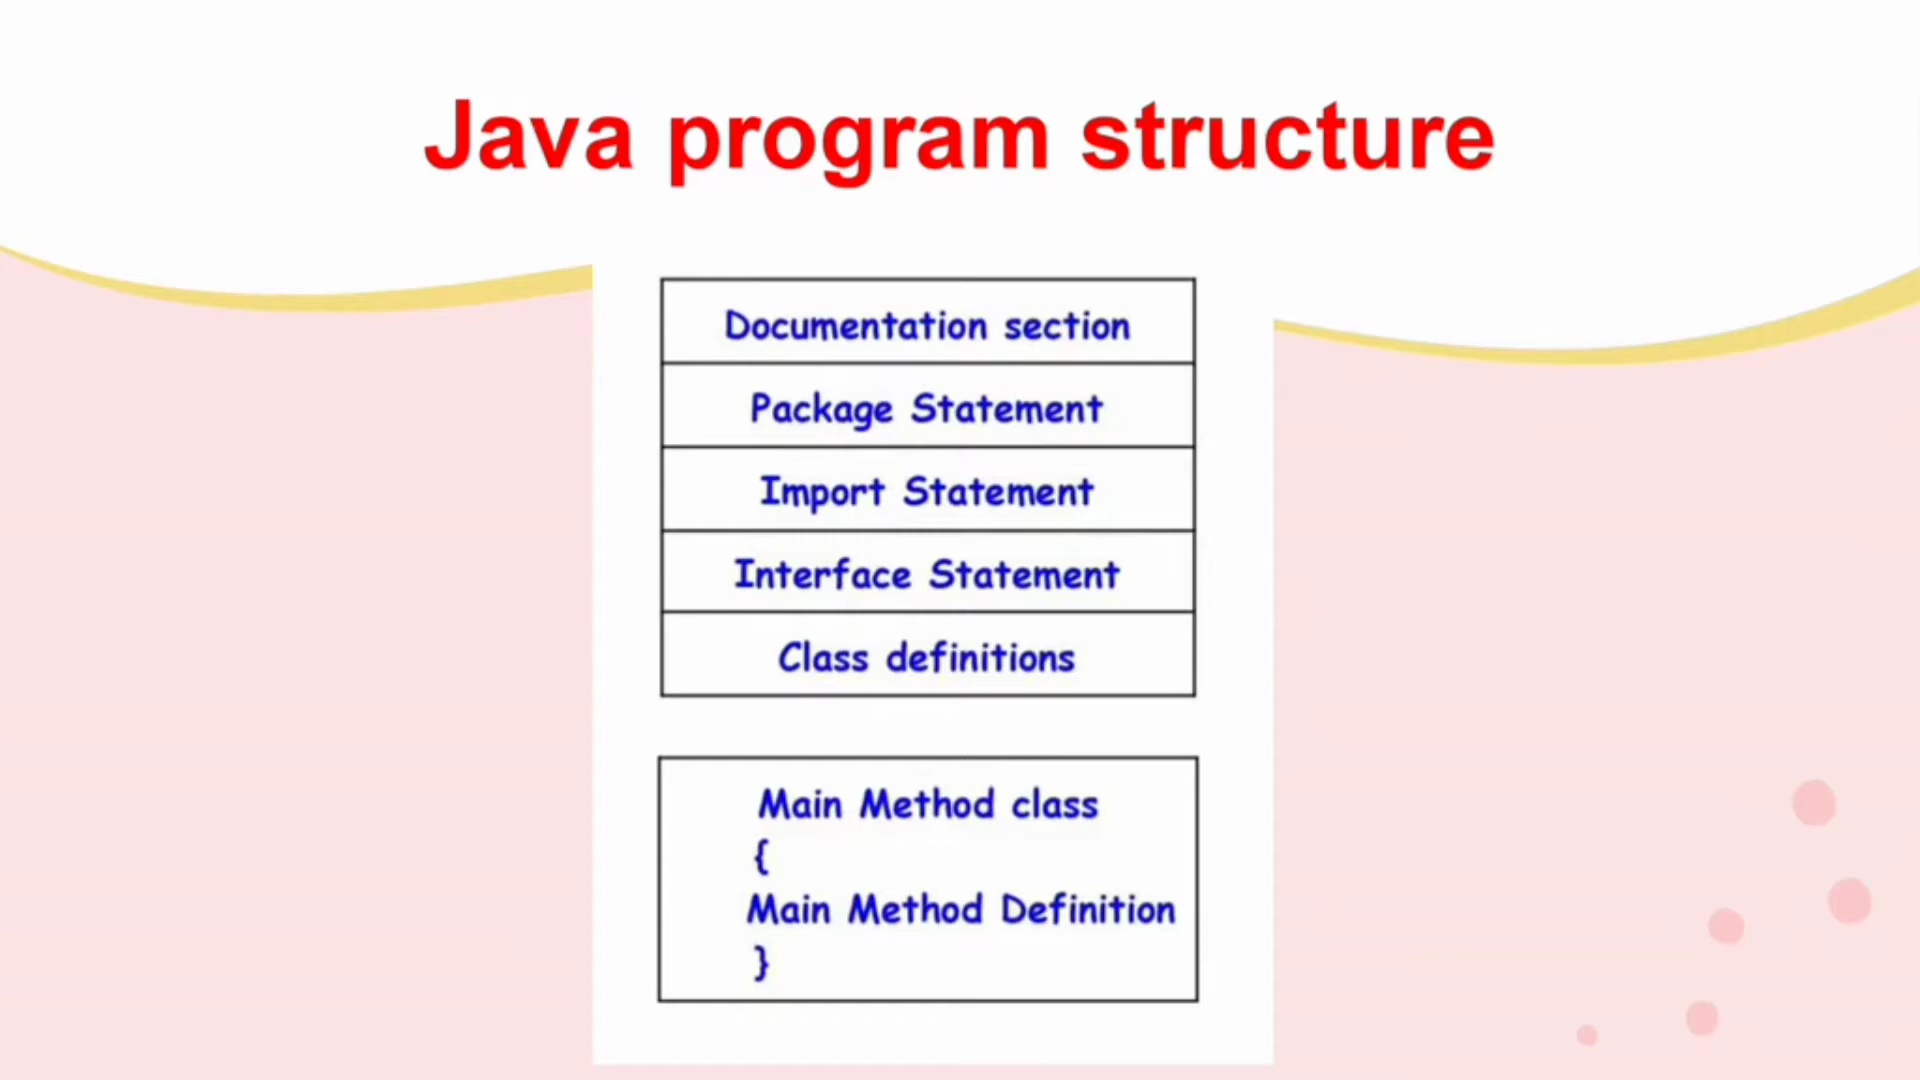 Java program structure
Documentation section
Package Statement
Import Statement
Interface Statement
Class definitions
Main Method class
{
Main Method Definition
}